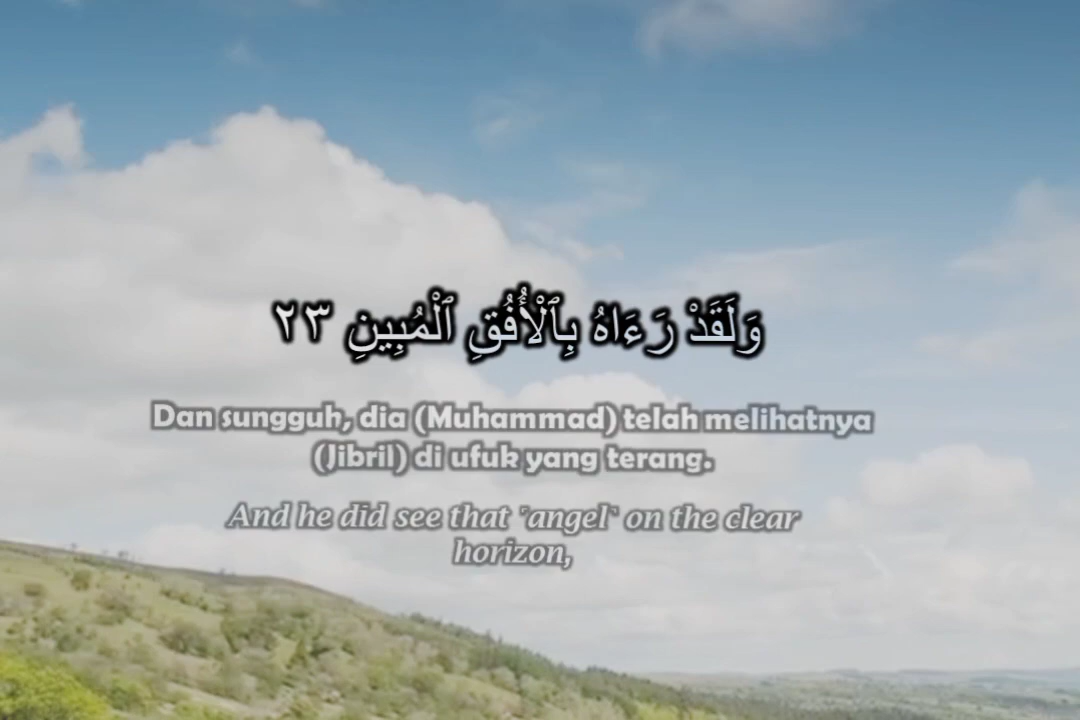 وَلَقَدْ رَءَاهُ بِٱلْأُفُقِ ٱلْمُبِينِ ٢٣
Dan sungguh, dia (Muhammad) telah melihatnya
(Jibril) di ufuk yang terang.
And he did see that ˹angel˺ on the clear
horizon,